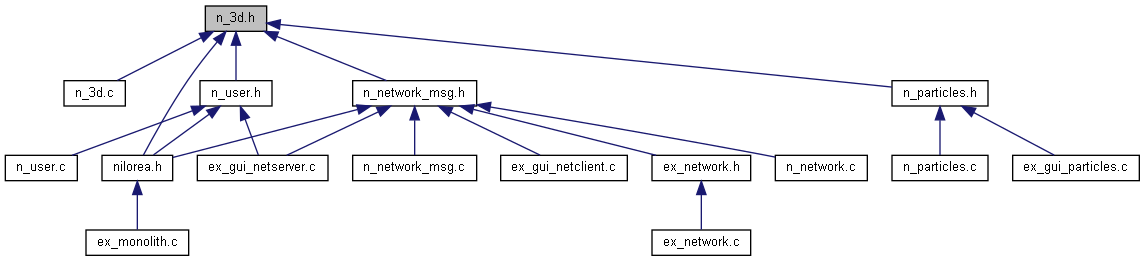 n_3d.h
n_3d.c
n_user.h
n_network_msg.h
n_particles.h
n_user.c
nilorea.h
ex_gui_netserver.c
n_network_msg.c
ex_gui_netclient.c
ex_network.h
n_network.c
n_particles.c
ex_gui_particles.c
ex_monolith.c
ex_network.c